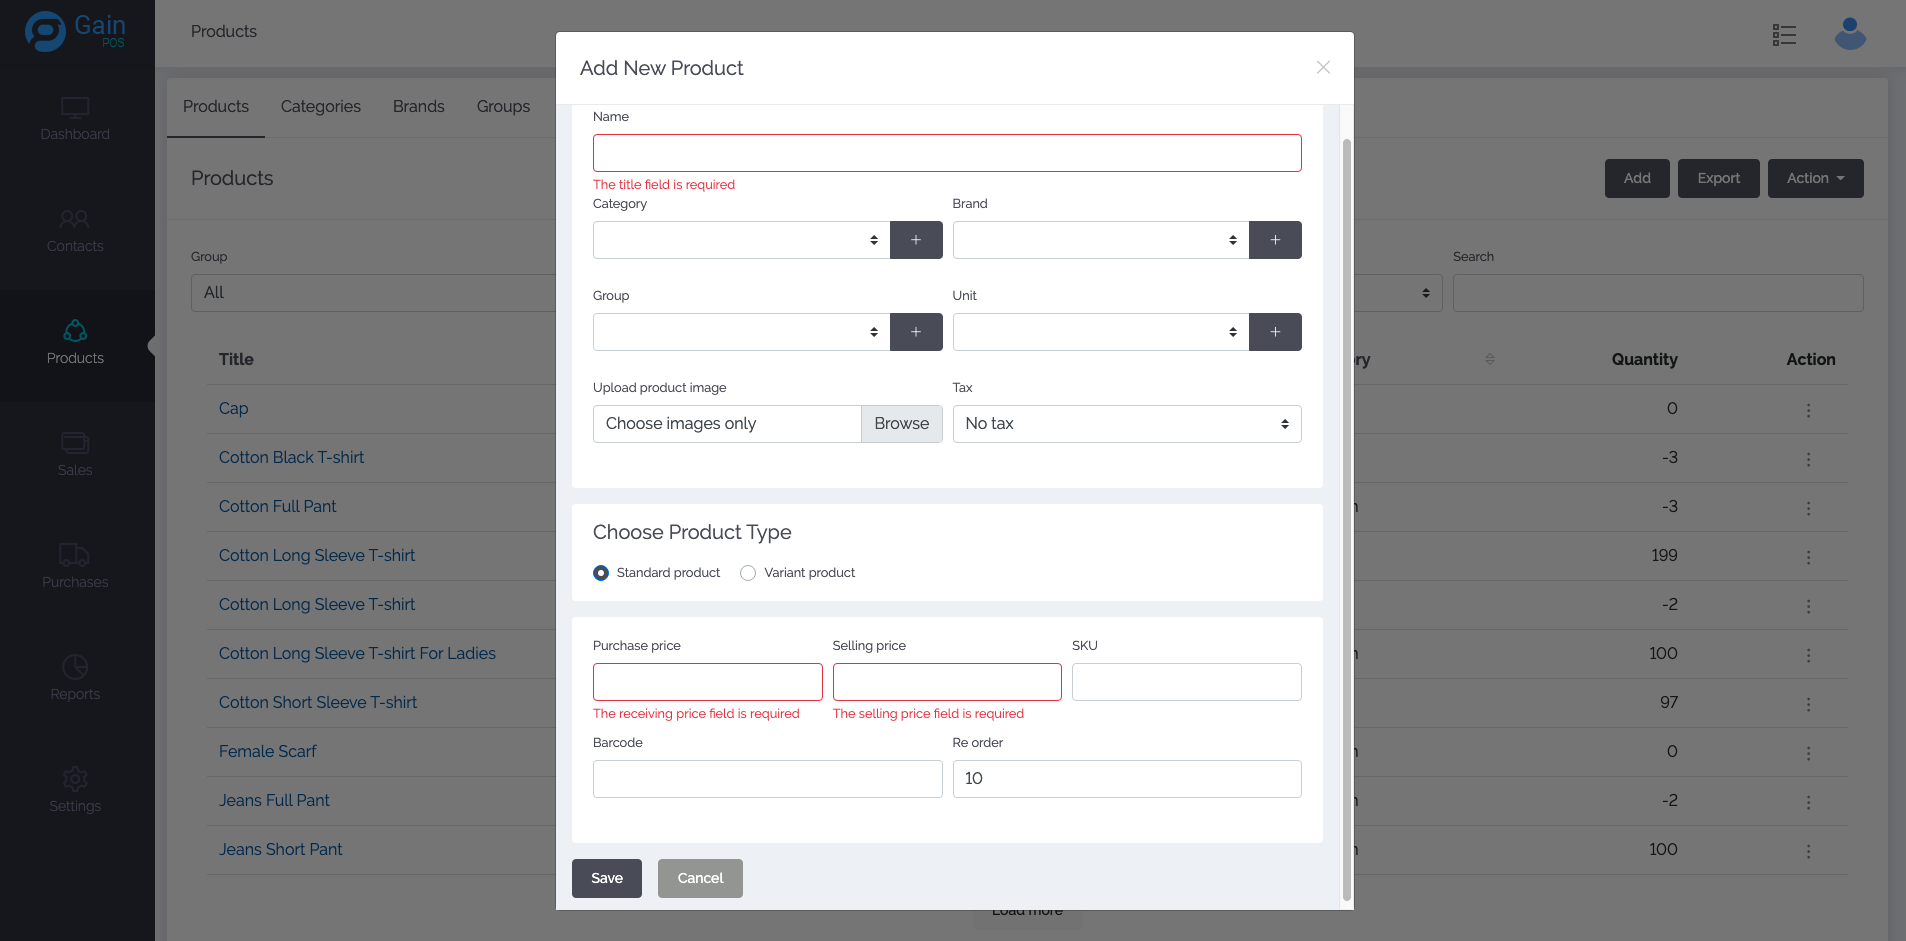 Gain
POS
Products
Add New Product
Products
Categories
Brands
Groups
Dashboard
Contacts
Products
Sales
Purchases
Reports
Settings
Products
Add
Export
Action
Group
All
Search
Title
ry
Quantity
Action
Cap
0
Cotton Black T-shirt
-3
Cotton Full Pant
n
-3
Cotton Long Sleeve T-shirt
199
Cotton Long Sleeve T-shirt
-2
Cotton Long Sleeve T-shirt For Ladies
n
100
Cotton Short Sleeve T-shirt
n
97
Female Scarf
n
0
Jeans Full Pant
n
-2
Jeans Short Pant
n
100
Load more
Name
The title field is required
Category
Brand
+
+
Group
Unit
+
+
Upload product image
Tax
Choose images only
Browse
No tax
Choose Product Type
Standard product
Variant product
Purchase price
Selling price
SKU
The receiving price field is required
The selling price field is required
Barcode
Re order
10
Save
Cancel